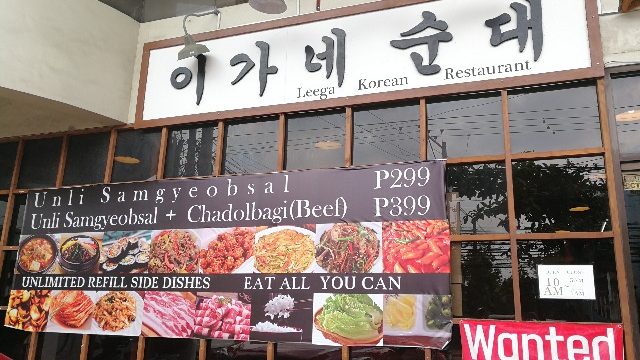 이가네 순대
Leega Korean Restaurant
Unli Samgyeobsal P299
Unli Samgyeobsal + Chadolbagi(Beef) P399
UNLIMITED REFILL SIDE DISHES EAT ALL YOU CAN
10
AM
AM
Wanted